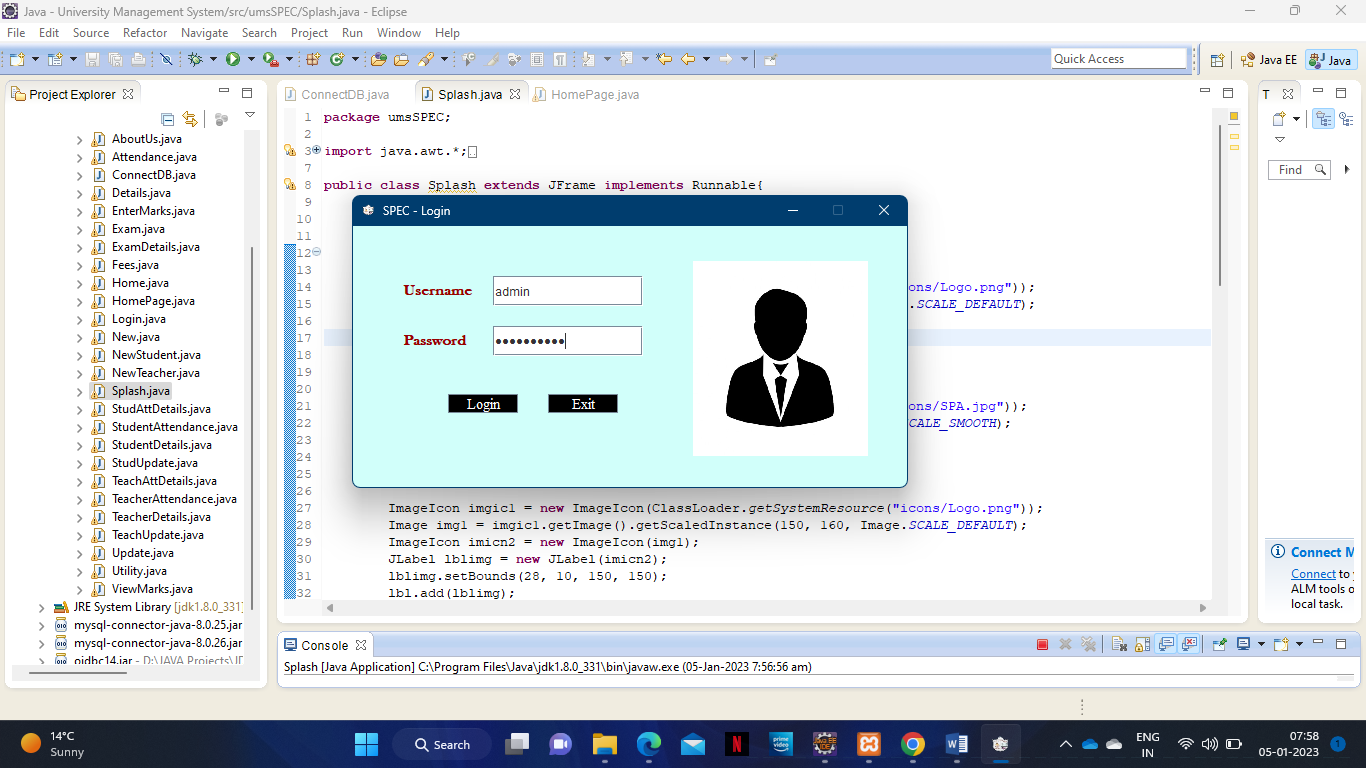 Java - University Management System/src/umsSPEC/Splash.java - Eclipse
File Edit Source Refactor Navigate Search Project Run Window Help
Quick Access
Java EE
Java
Project Explorer
AboutUs.java
Attendance.java
ConnectDB.java
Details.java
EnterMarks.java
Exam.java
ExamDetails.java
Fees.java
Home.java
HomePage.java
Login.java
New.java
NewStudent.java
NewTeacher.java
Splash.java
StudAttDetails.java
StudentAttendance.java
StudentDetails.java
StudUpdate.java
TeachAttDetails.java
TeacherAttendance.java
TeacherDetails.java
TeachUpdate.java
Update.java
Utility.java
ViewMarks.java
JRE System Library [jdk1.8.0_331]
mysql-connector-java-8.0.25.jar
mysql-connector-java-8.0.26.jar
ojdbc14.jar - D:\JAVA Projects\
ConnectDB.java Splash.java HomePage.java
1 package umsSPEC;
2
3 import java.awt.*;
7
8 public class Splash extends JFrame implements Runnable{
9
10
11
12
13
14 ons/Logo.png"));
15 .SCALE_DEFAULT);
16
17
18
19
20
21 ons/SPA.jpg"));
22 CALE_SMOOTH);
23
24
25
26
27 ImageIcon imgic1 = new ImageIcon(ClassLoader.getSystemResource("icons/Logo.png"));
28 Image img1 = imgic1.getImage().getScaledInstance(150, 160, Image.SCALE_DEFAULT);
29 ImageIcon imicn2 = new ImageIcon(img1);
30 JLabel lblimg = new JLabel(imicn2);
31 lblimg.setBounds(28, 10, 150, 150);
32 lbl.add(lblimg);
SPEC - Login
Username admin
Password ••••••••••
Login Exit
T
Find
Connect M
Connect to
ALM tools o
local task.
Console
Splash [Java Application] C:\Program Files\Java\jdk1.8.0_331\bin\javaw.exe (05-Jan-2023 7:56:56 am)
14°C
Sunny
Search
prime video
Java EE IDE
ENG
IN
07:58
05-01-2023
1